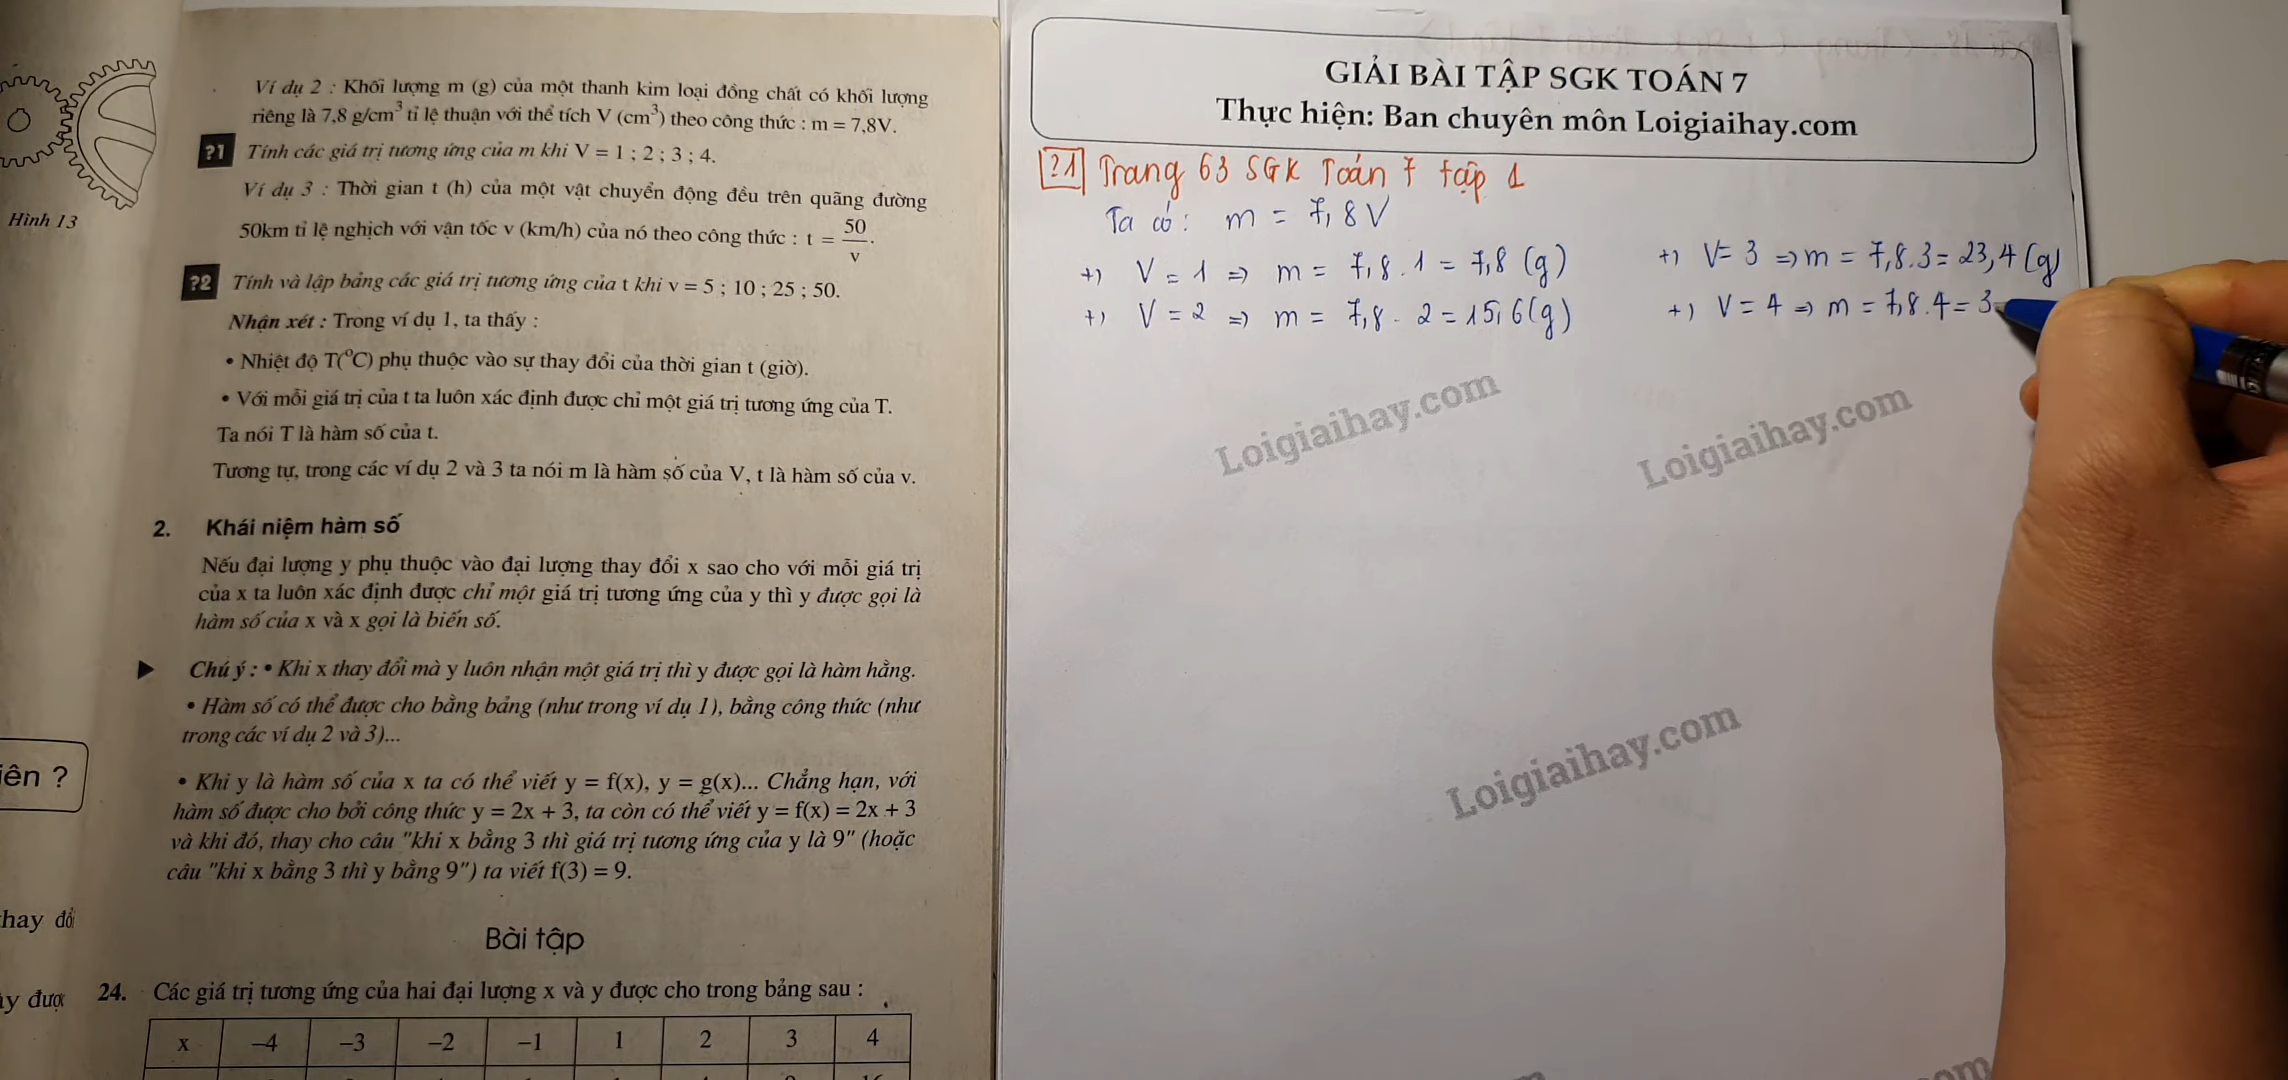 Ví dụ 2 : Khối lượng m (g) của một thanh kim loại đồng chất có khối lượng
riêng là 7,8 g/cm³ tỉ lệ thuận với thể tích V (cm³) theo công thức : m = 7,8V.
?1 Tính các giá trị tương ứng của m khi V = 1 ; 2 ; 3 ; 4.
Ví dụ 3 : Thời gian t (h) của một vật chuyển động đều trên quãng đường
50km tỉ lệ nghịch với vận tốc v (km/h) của nó theo công thức : t = 50/v.
Hình 13
?2 Tính và lập bảng các giá trị tương ứng của t khi v = 5 ; 10 ; 25 ; 50.
Nhận xét : Trong ví dụ 1, ta thấy :
• Nhiệt độ T(°C) phụ thuộc vào sự thay đổi của thời gian t (giờ).
• Với mỗi giá trị của t ta luôn xác định được chỉ một giá trị tương ứng của T.
Ta nói T là hàm số của t.
Tương tự, trong các ví dụ 2 và 3 ta nói m là hàm số của V, t là hàm số của v.
2. Khái niệm hàm số
Nếu đại lượng y phụ thuộc vào đại lượng thay đổi x sao cho với mỗi giá trị
của x ta luôn xác định được chỉ một giá trị tương ứng của y thì y được gọi là
hàm số của x và x gọi là biến số.
Chú ý : • Khi x thay đổi mà y luôn nhận một giá trị thì y được gọi là hàm hằng.
• Hàm số có thể được cho bằng bảng (như trong ví dụ 1), bằng công thức (như
trong các ví dụ 2 và 3)...
• Khi y là hàm số của x ta có thể viết y = f(x), y = g(x)... Chẳng hạn, với
hàm số được cho bởi công thức y = 2x + 3, ta còn có thể viết y = f(x) = 2x + 3
và khi đó, thay cho câu "khi x bằng 3 thì giá trị tương ứng của y là 9" (hoặc
câu "khi x bằng 3 thì y bằng 9") ta viết f(3) = 9.
iên ?
hay đổi
Bài tập
24. Các giá trị tương ứng của hai đại lượng x và y được cho trong bảng sau :
y được
x –4 –3 –2 –1 1 2 3 4
GIẢI BÀI TẬP SGK TOÁN 7
Thực hiện: Ban chuyên môn Loigiaihay.com
?1 Trang 63 SGK Toán 7 tập 1
Ta có: m = 7,8V
+) V = 1 => m = 7,8 . 1 = 7,8 (g)
+) V = 2 => m = 7,8 . 2 = 15,6 (g)
+) V = 3 => m = 7,8.3 = 23,4 (g)
+) V = 4 => m = 7,8.4 = 3
Loigiaihay.com
Loigiaihay.com
Loigiaihay.com